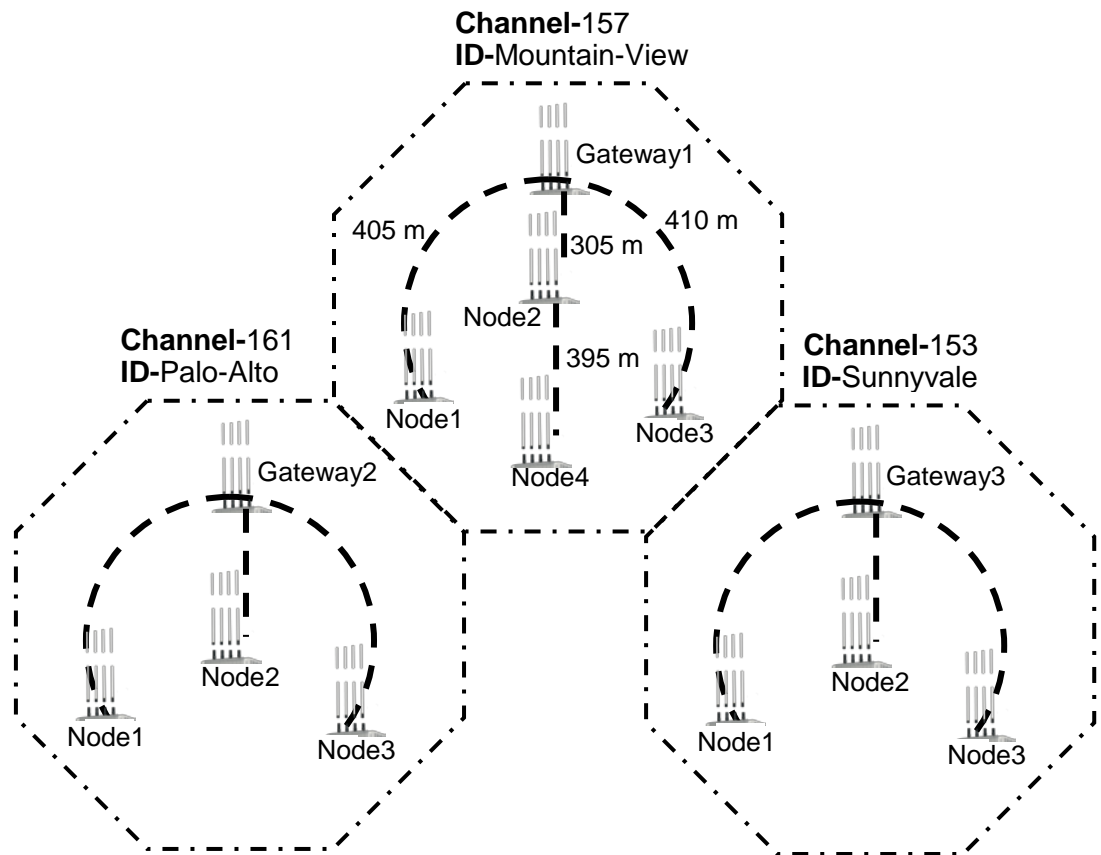 Channel-157
ID-Mountain-View
Gateway1
405 m
410 m
305 m
Node2
395 m
Node1
Node3
Node4
Channel-161
ID-Palo-Alto
Gateway2
Node2
Node1
Node3
Channel-153
ID-Sunnyvale
Gateway3
Node2
Node1
Node3